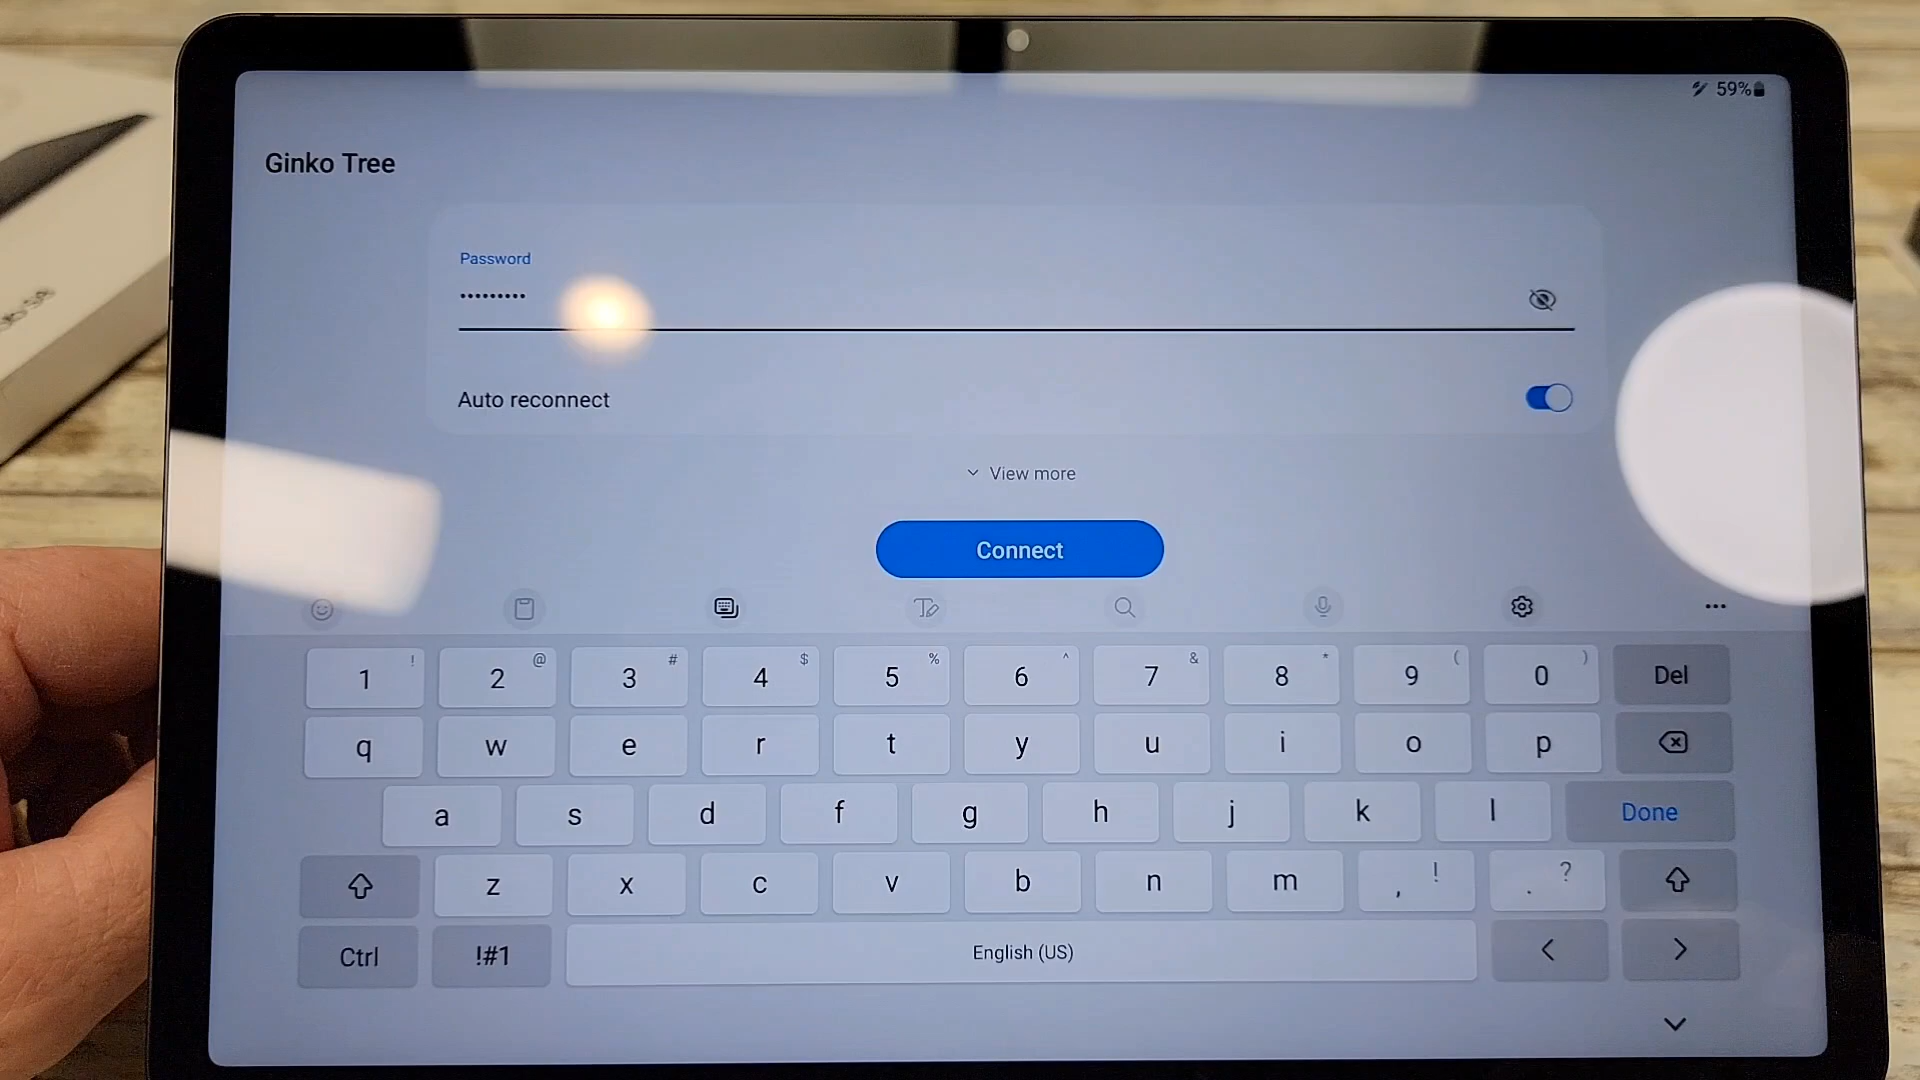 59%
Ginko Tree
Password
•••••••••
Auto reconnect
View more
Connect
1 ! 2 @ 3 # 4 $ 5 % 6 ^ 7 & 8 * 9 ( 0 ) Del
q w e r t y u i o p
a s d f g h j k l Done
z x c v b n m , ! . ?
Ctrl !#1 English (US) < >